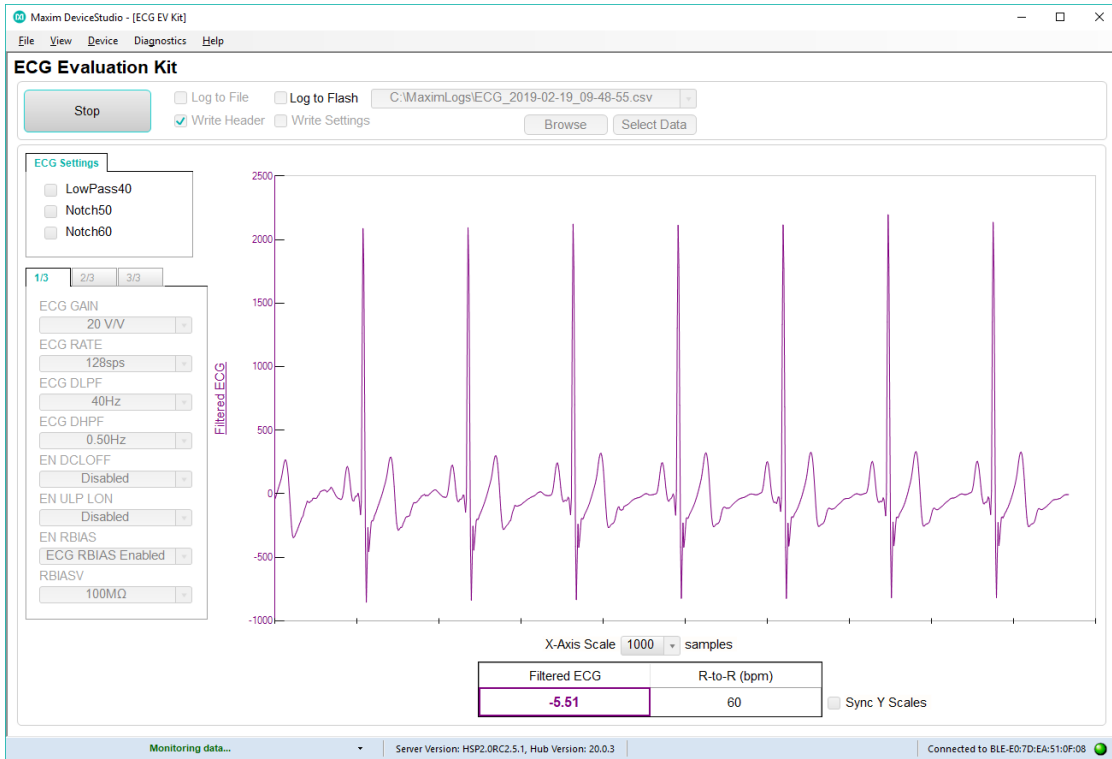 Maxim DeviceStudio - [ECG EV Kit]
File View Device Diagnostics Help
ECG Evaluation Kit
Stop
Log to File Log to Flash C:\MaximLogs\ECG_2019-02-19_09-48-55.csv
Write Header Write Settings Browse Select Data
ECG Settings
LowPass40
Notch50
Notch60
1/3 2/3 3/3
ECG GAIN
20 V/V
ECG RATE
128sps
ECG DLPF
40Hz
ECG DHPF
0.50Hz
EN DCLOFF
Disabled
EN ULP LON
Disabled
EN RBIAS
ECG RBIAS Enabled
RBIASV
100MΩ
Filtered ECG
2500
2000
1500
1000
500
0
-500
-1000
X-Axis Scale 1000 samples
Filtered ECG R-to-R (bpm)
-5.51 60
Sync Y Scales
Monitoring data... Server Version: HSP2.0RC2.5.1, Hub Version: 20.0.3 Connected to BLE-E0:7D:EA:51:0F:08